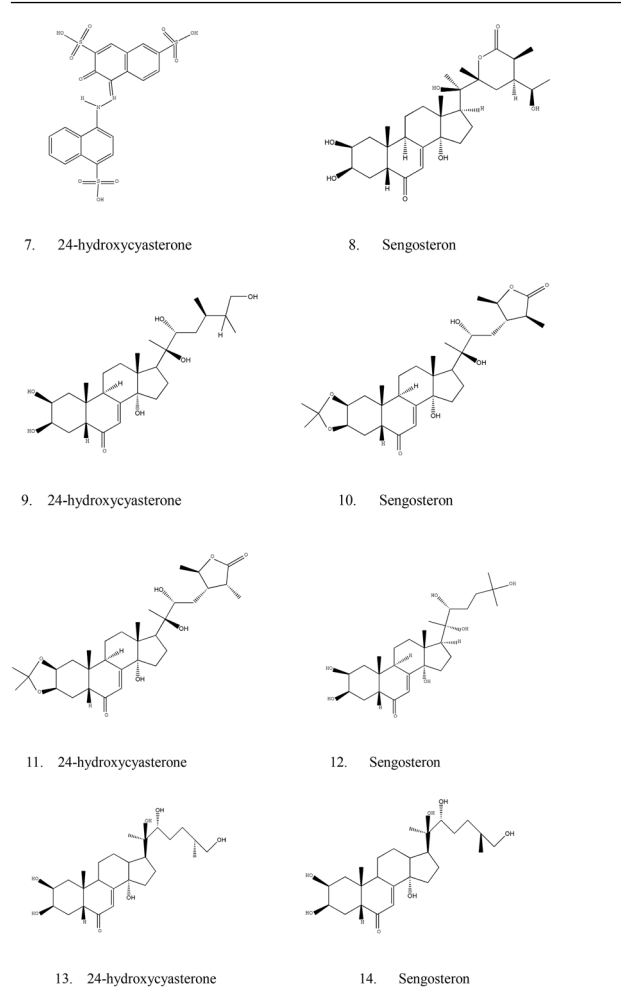 7. 24-hydroxycyasterone 8. Sengosteron
9. 24-hydroxycyasterone 10. Sengosteron
11. 24-hydroxycyasterone 12. Sengosteron
13. 24-hydroxycyasterone 14. Sengosteron